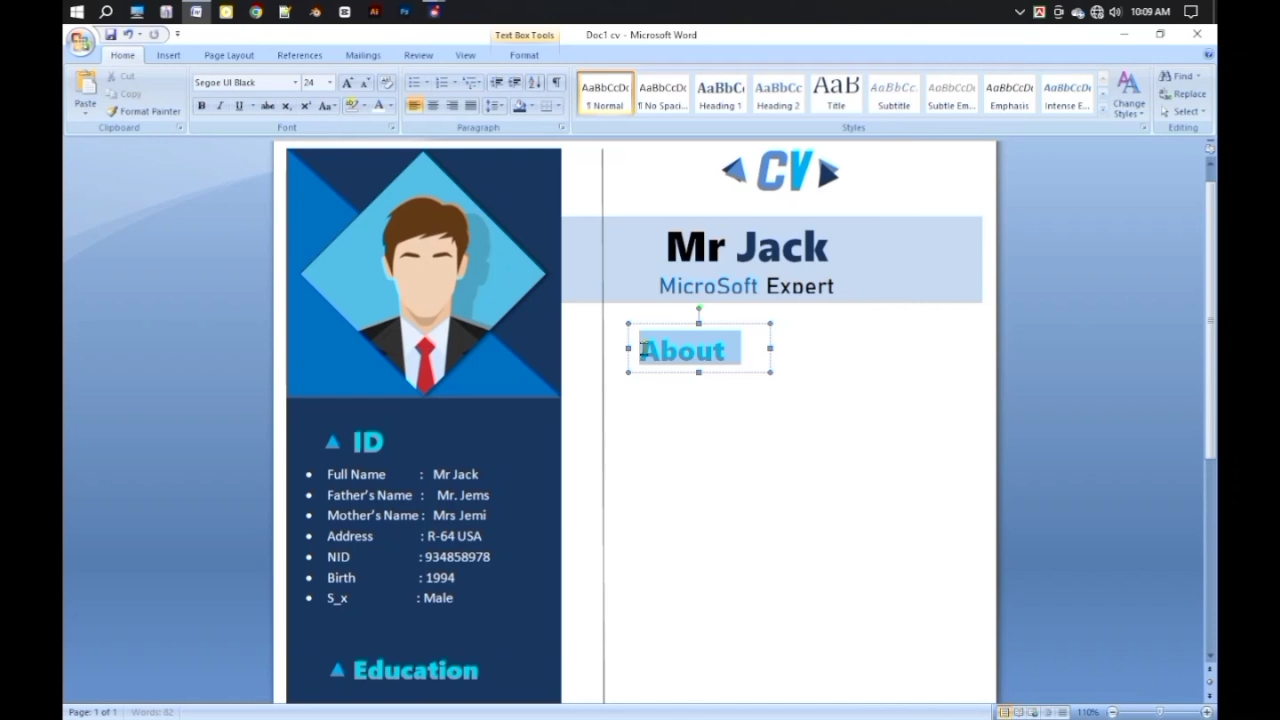 10:09 AM
Text Box Tools
Doc1 cv - Microsoft Word
Home Insert Page Layout References Mailings Review View Format
Paste
Cut
Copy
Format Painter
Clipboard
Segoe UI Black 24
Font
Paragraph
AaBbCcDc AaBbCcDc AaBbC AaBbCc AaB AaBbCc. AaBbCcDc AaBbCcDc AaBbCcDc
¶ Normal ¶ No Spaci... Heading 1 Heading 2 Title Subtitle Subtle Em... Emphasis Intense E...
Change Styles
Styles
Find
Replace
Select
Editing
CV
Mr Jack
MicroSoft Expert
About
ID
• Full Name : Mr Jack
• Father's Name : Mr. Jems
• Mother's Name : Mrs Jemi
• Address : R-64 USA
• NID : 934858978
• Birth : 1994
• S_x : Male
Education
Page: 1 of 1 Words: 82
110%